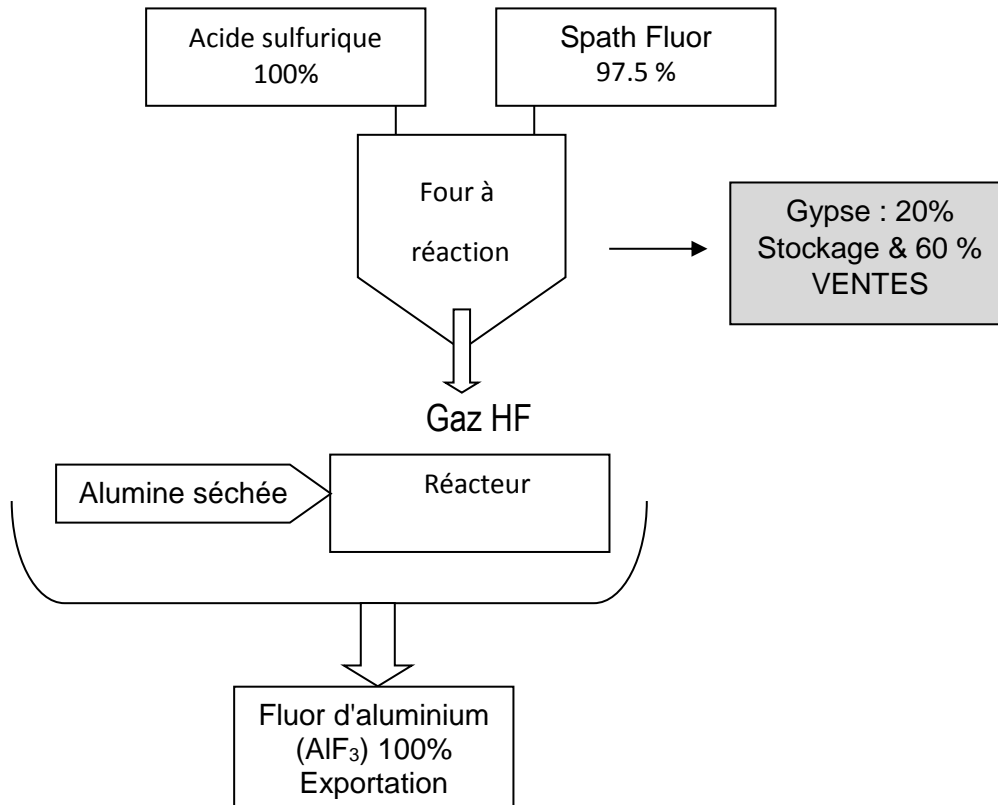 Acide sulfurique
100%
Spath Fluor
97.5 %
Four à
réaction
Gypse : 20%
Stockage & 60 %
VENTES
Gaz HF
Alumine séchée
Réacteur
Fluor d'aluminium
(AlF₃) 100%
Exportation